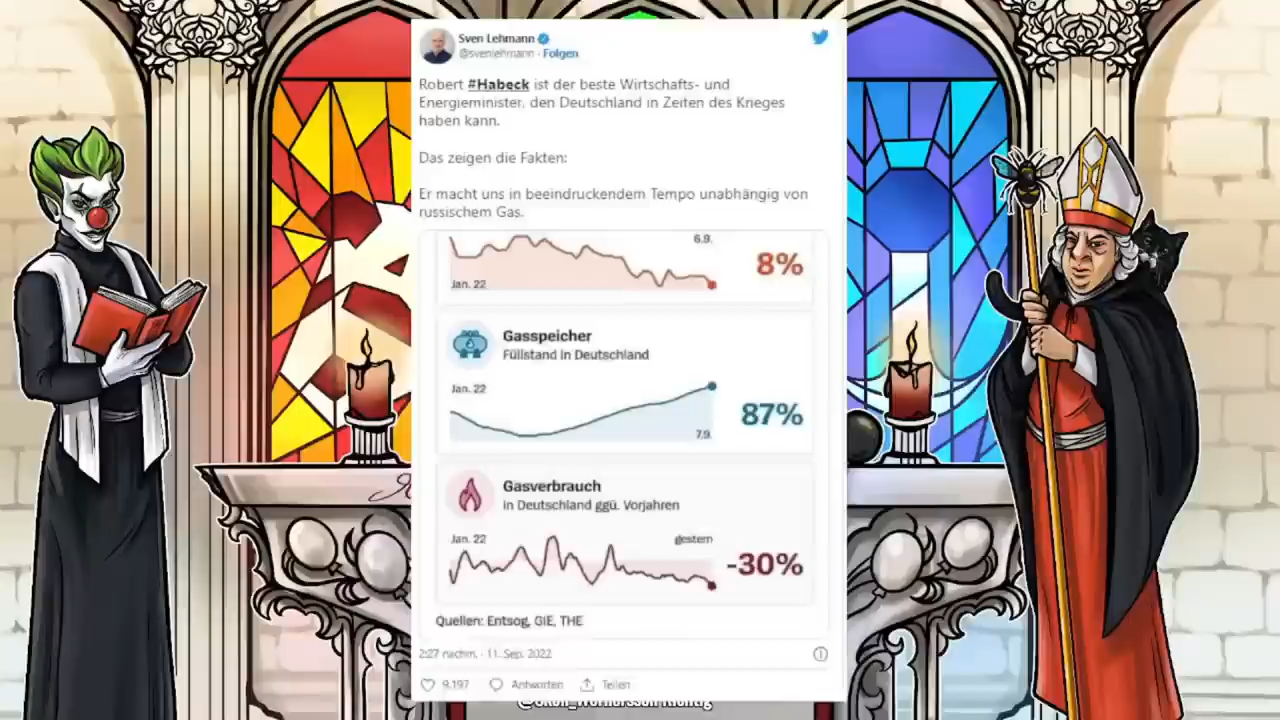 Sven Lehmann
@svenlehmann · Folgen
Robert #Habeck ist der beste Wirtschafts- und
Energieminister, den Deutschland in Zeiten des Krieges
haben kann.
Das zeigen die Fakten:
Er macht uns in beeindruckendem Tempo unabhängig von
russischem Gas.
6.9.
8%
Jan. 22
Gasspeicher
Füllstand in Deutschland
Jan. 22
87%
7.9.
Gasverbrauch
in Deutschland ggü. Vorjahren
Jan. 22
gestern
-30%
Quellen: Entsog, GIE, THE
2:27 nachm. · 11. Sep. 2022
9.197 Antworten Teilen